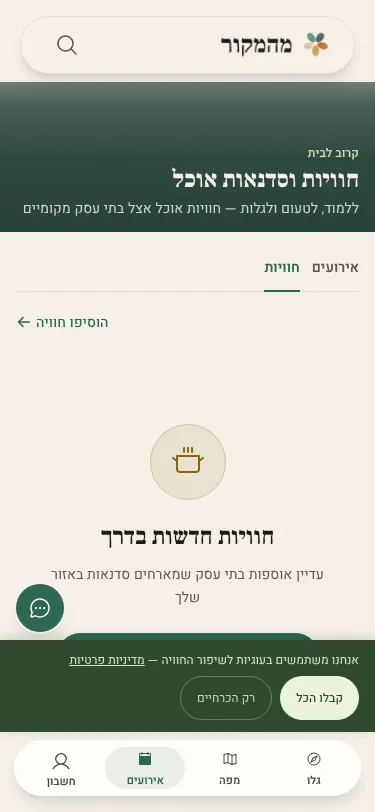 מהמקור
קרוב לבית
חוויות וסדנאות אוכל
ללמוד, לטעום ולגלות — חוויות אוכל אצל בתי עסק מקומיים
אירועים
חוויות
הוסיפו חוויה ←
חוויות חדשות בדרך
עדיין אוספות בתי עסק שמארחים סדנאות באזור
שלך
אנחנו משתמשים בעוגיות לשיפור החוויה — מדיניות פרטיות
קבלו הכל
רק הכרחיים
גלו
מפה
אירועים
חשבון